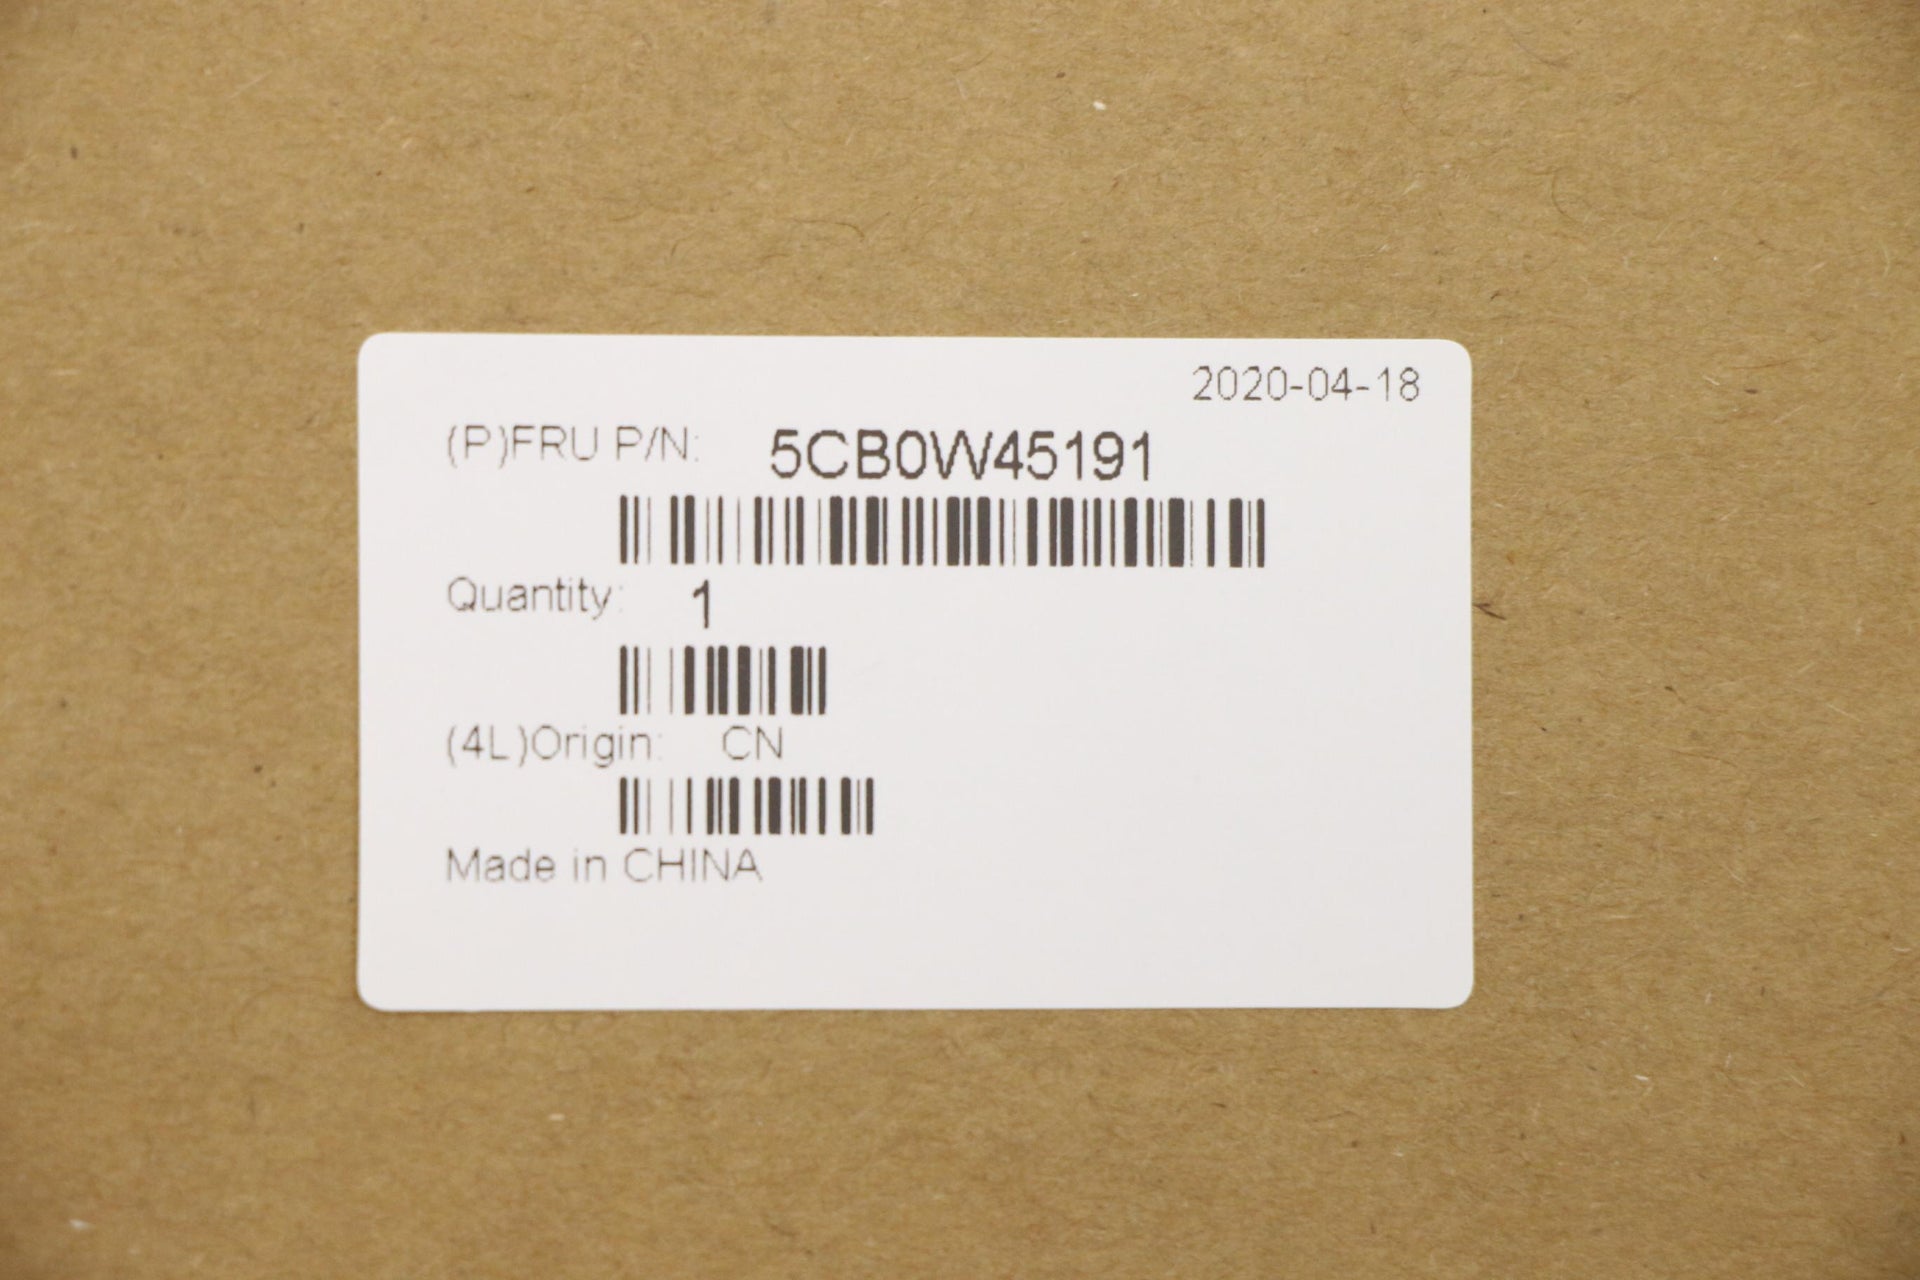 2020-04-18
(P)FRU P/N: 5CB0W45191
Quantity: 1
(4L)Origin: CN
Made in CHINA